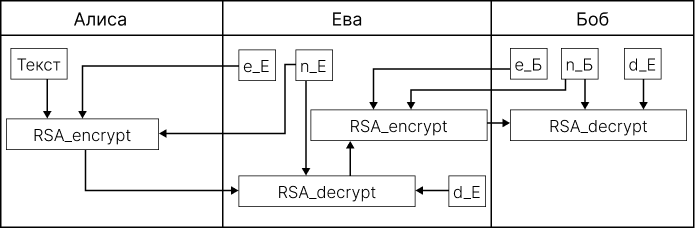 Алиса Ева Боб
Текст e_E n_E e_Б n_Б d_E
RSA_encrypt RSA_encrypt RSA_decrypt
RSA_decrypt d_E